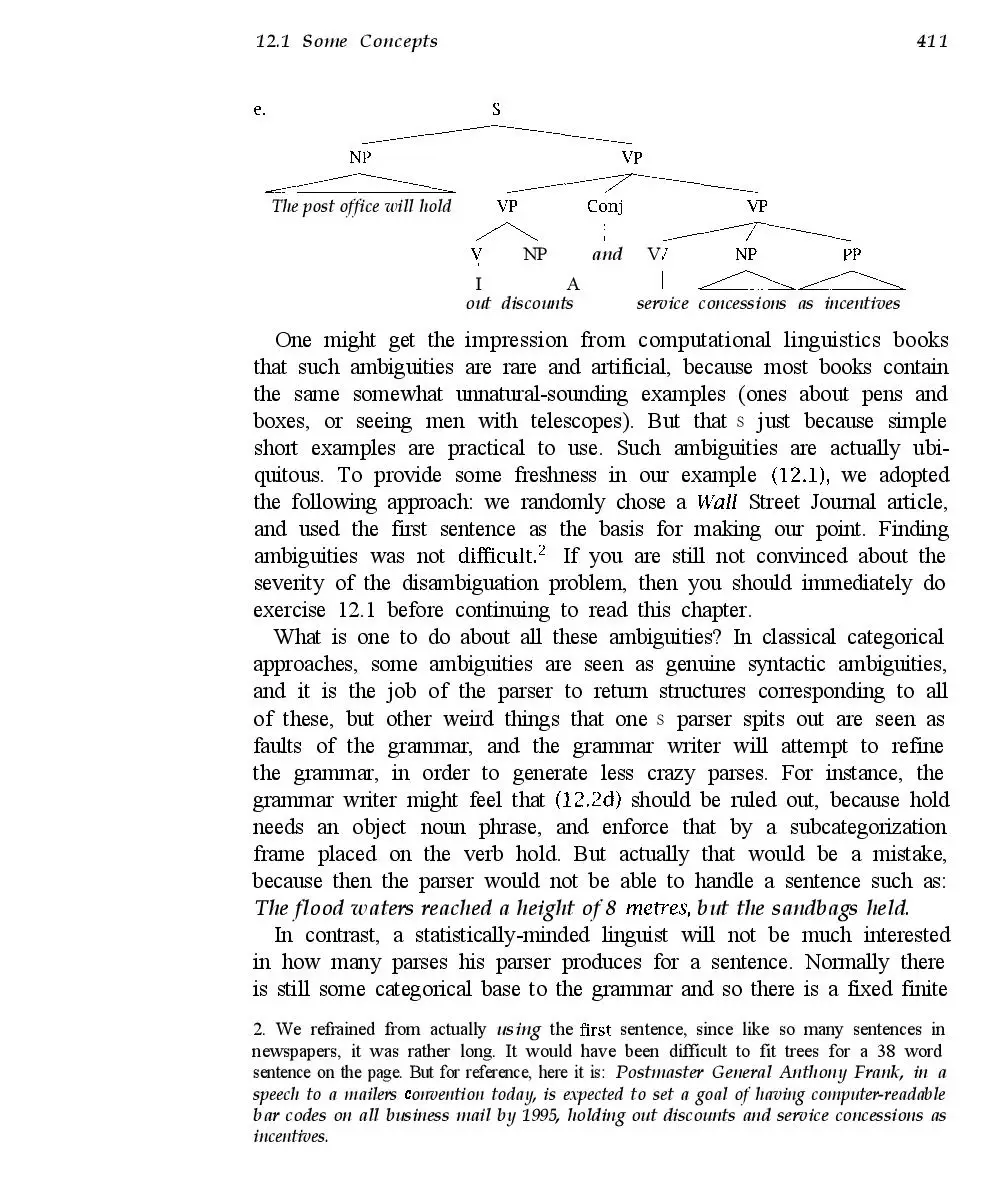 12.1 Some Concepts 411
e.
S
NP VP
The post office will hold VP Conj VP
V NP and V NP PP
I A
out discounts service concessions as incentives
One might get the impression from computational linguistics books
that such ambiguities are rare and artificial, because most books contain
the same somewhat unnatural-sounding examples (ones about pens and
boxes, or seeing men with telescopes). But that s just because simple
short examples are practical to use. Such ambiguities are actually ubi-
quitous. To provide some freshness in our example (12.1), we adopted
the following approach: we randomly chose a Wall Street Journal article,
and used the first sentence as the basis for making our point. Finding
ambiguities was not difficult.2 If you are still not convinced about the
severity of the disambiguation problem, then you should immediately do
exercise 12.1 before continuing to read this chapter.
What is one to do about all these ambiguities? In classical categorical
approaches, some ambiguities are seen as genuine syntactic ambiguities,
and it is the job of the parser to return structures corresponding to all
of these, but other weird things that one s parser spits out are seen as
faults of the grammar, and the grammar writer will attempt to refine
the grammar, in order to generate less crazy parses. For instance, the
grammar writer might feel that (12.2d) should be ruled out, because hold
needs an object noun phrase, and enforce that by a subcategorization
frame placed on the verb hold. But actually that would be a mistake,
because then the parser would not be able to handle a sentence such as:
The flood waters reached a height of 8 metres, but the sandbags held.
In contrast, a statistically-minded linguist will not be much interested
in how many parses his parser produces for a sentence. Normally there
is still some categorical base to the grammar and so there is a fixed finite
2. We refrained from actually using the first sentence, since like so many sentences in
newspapers, it was rather long. It would have been difficult to fit trees for a 38 word
sentence on the page. But for reference, here it is: Postmaster General Anthony Frank, in a
speech to a mailers convention today, is expected to set a goal of having computer-readable
bar codes on all business mail by 1995, holding out discounts and service concessions as
incentives.